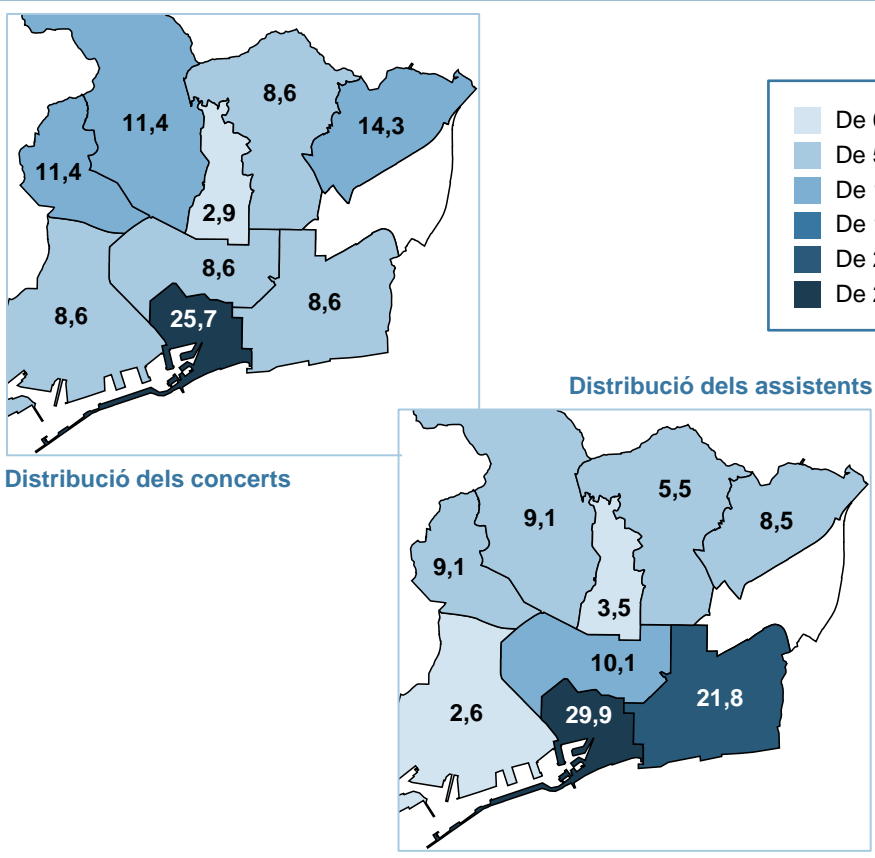 8,6
11,4
14,3
11,4
2,9
8,6
8,6
8,6
25,7
De
De
De
De
De
De
Distribució dels assistents
Distribució dels concerts
5,5
9,1
8,5
9,1
3,5
10,1
21,8
2,6
29,9